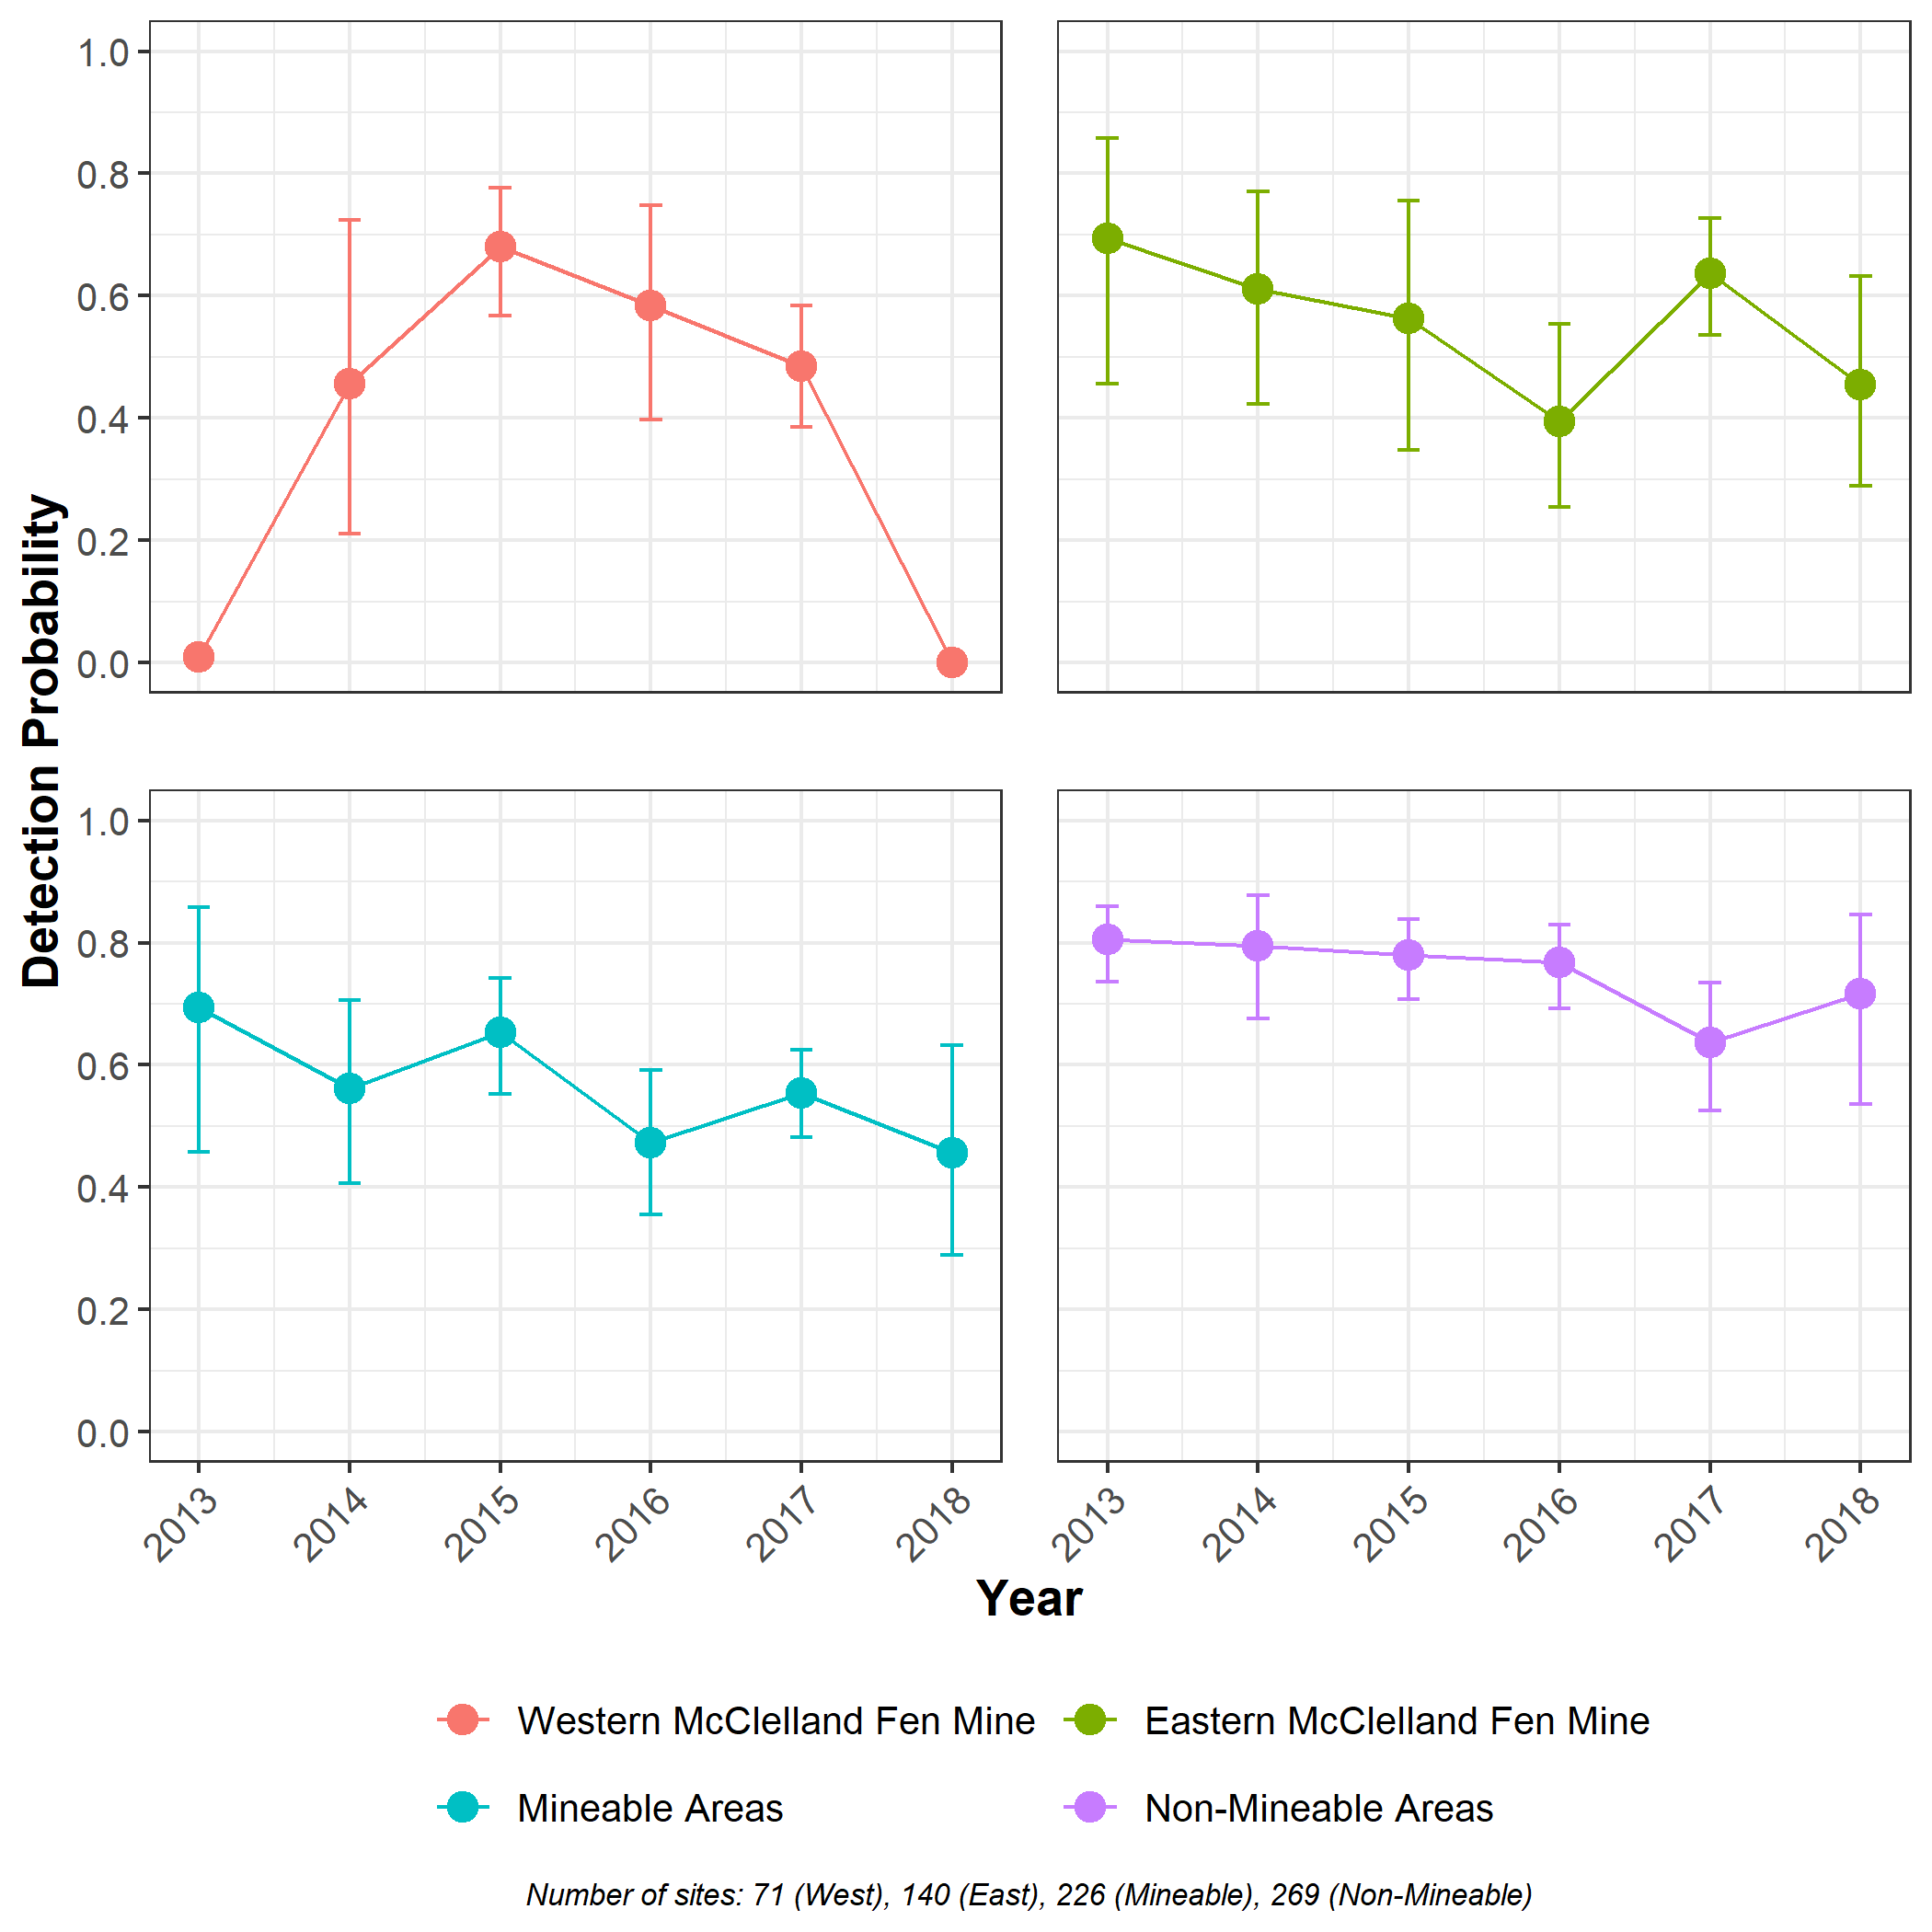 Detection Probability
1.0
0.8
0.6
0.4
0.2
0.0
1.0
0.8
0.6
0.4
0.2
0.0
2013 2014 2015 2016 2017 2018 2013 2014 2015 2016 2017 2018
Year
Western McClelland Fen Mine Eastern McClelland Fen Mine
Mineable Areas Non-Mineable Areas
Number of sites: 71 (West), 140 (East), 226 (Mineable), 269 (Non-Mineable)